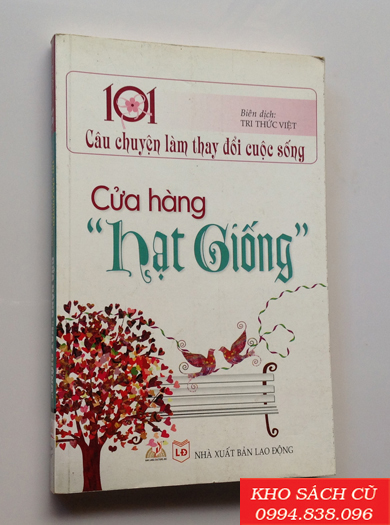 101
Biên dịch:
TRI THỨC VIỆT
Câu chuyện làm thay đổi cuộc sống
Cửa hàng
“hạt Giống”
LĐ
NHÀ XUẤT BẢN LAO ĐỘNG
KHO SÁCH CŨ
0994.838.096